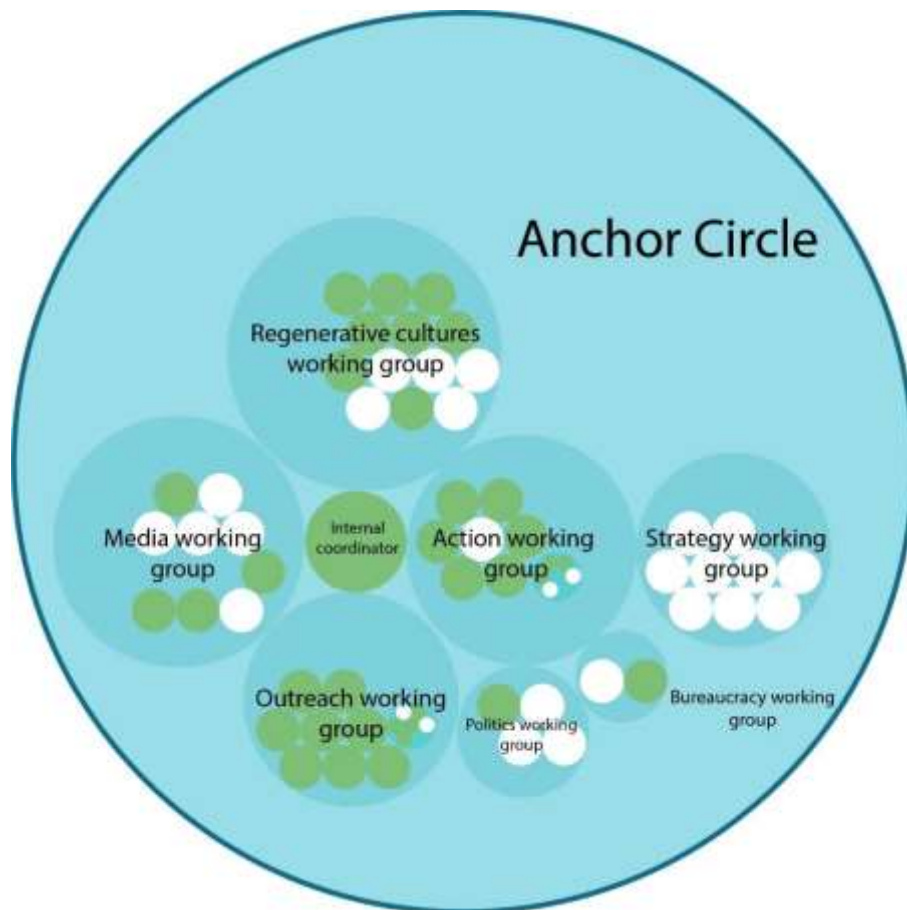 Anchor Circle
Regenerative cultures
working group
Media working
group
Internal
coordinator
Action working
group
Strategy working
group
Outreach working
group
Politics working
group
Bureaucracy working
group